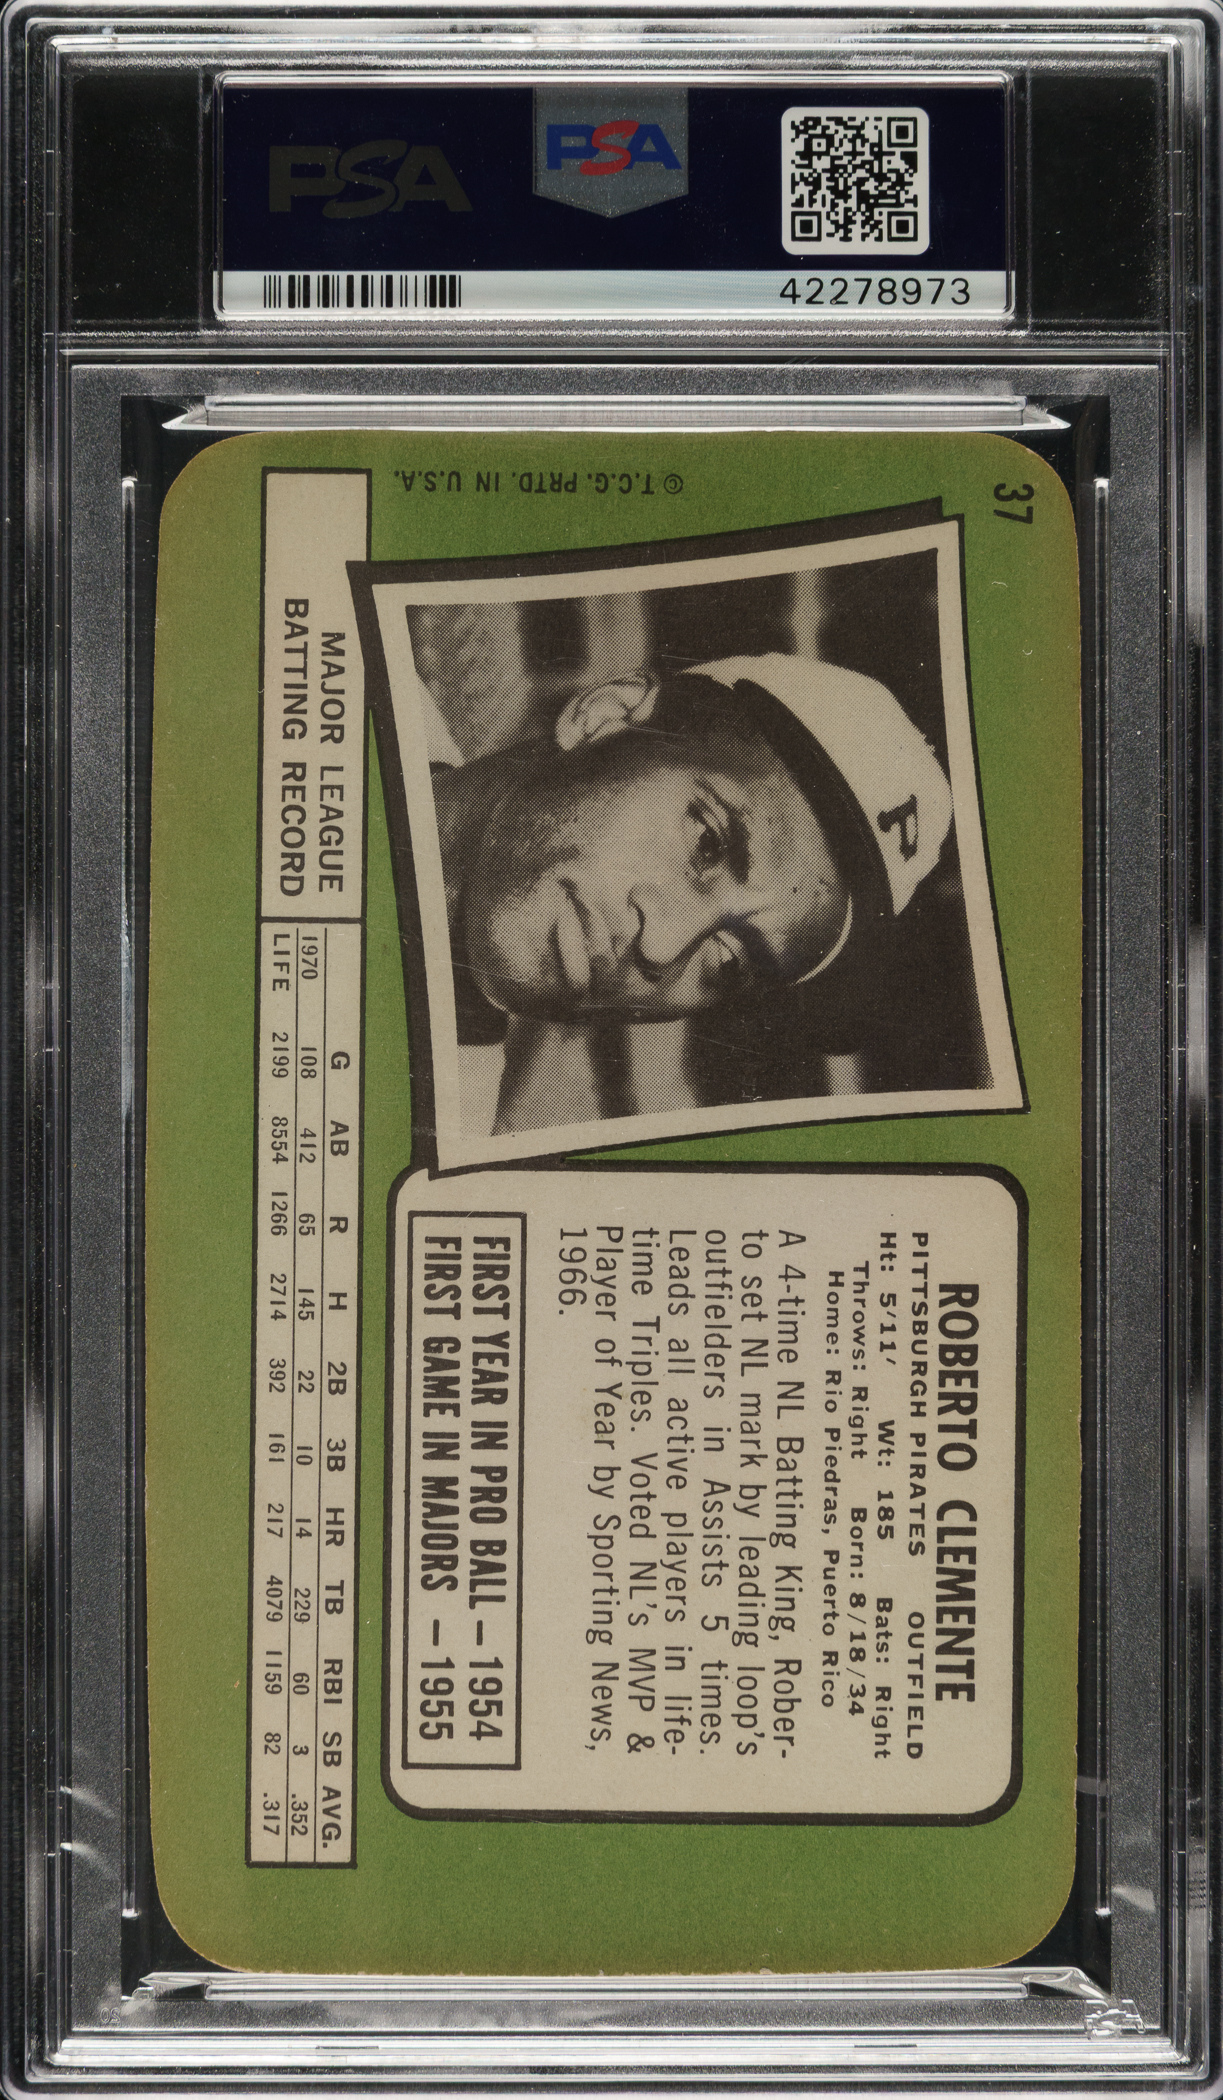 PSA
PSA
42278973
37
© T.C.G. PRTD. IN U.S.A.
P
ROBERTO CLEMENTE
PITTSBURGH PIRATES OUTFIELD
Ht: 5'11' Wt: 185 Bats: Right
Throws: Right Born: 8/18/34
Home: Rio Piedras, Puerto Rico
A 4-time NL Batting King, Rober-
to set NL mark by leading loop's
outfielders in Assists 5 times.
Leads all active players in life-
time Triples. Voted NL's MVP &
Player of Year by Sporting News,
1966.
FIRST YEAR IN PRO BALL — 1954
FIRST GAME IN MAJORS — 1955
MAJOR LEAGUE
BATTING RECORD
G AB R H 2B 3B HR TB RBI SB AVG.
1970 108 412 65 145 22 10 14 229 60 3 .352
LIFE 2199 8554 1266 2714 392 161 217 4079 1159 82 .317